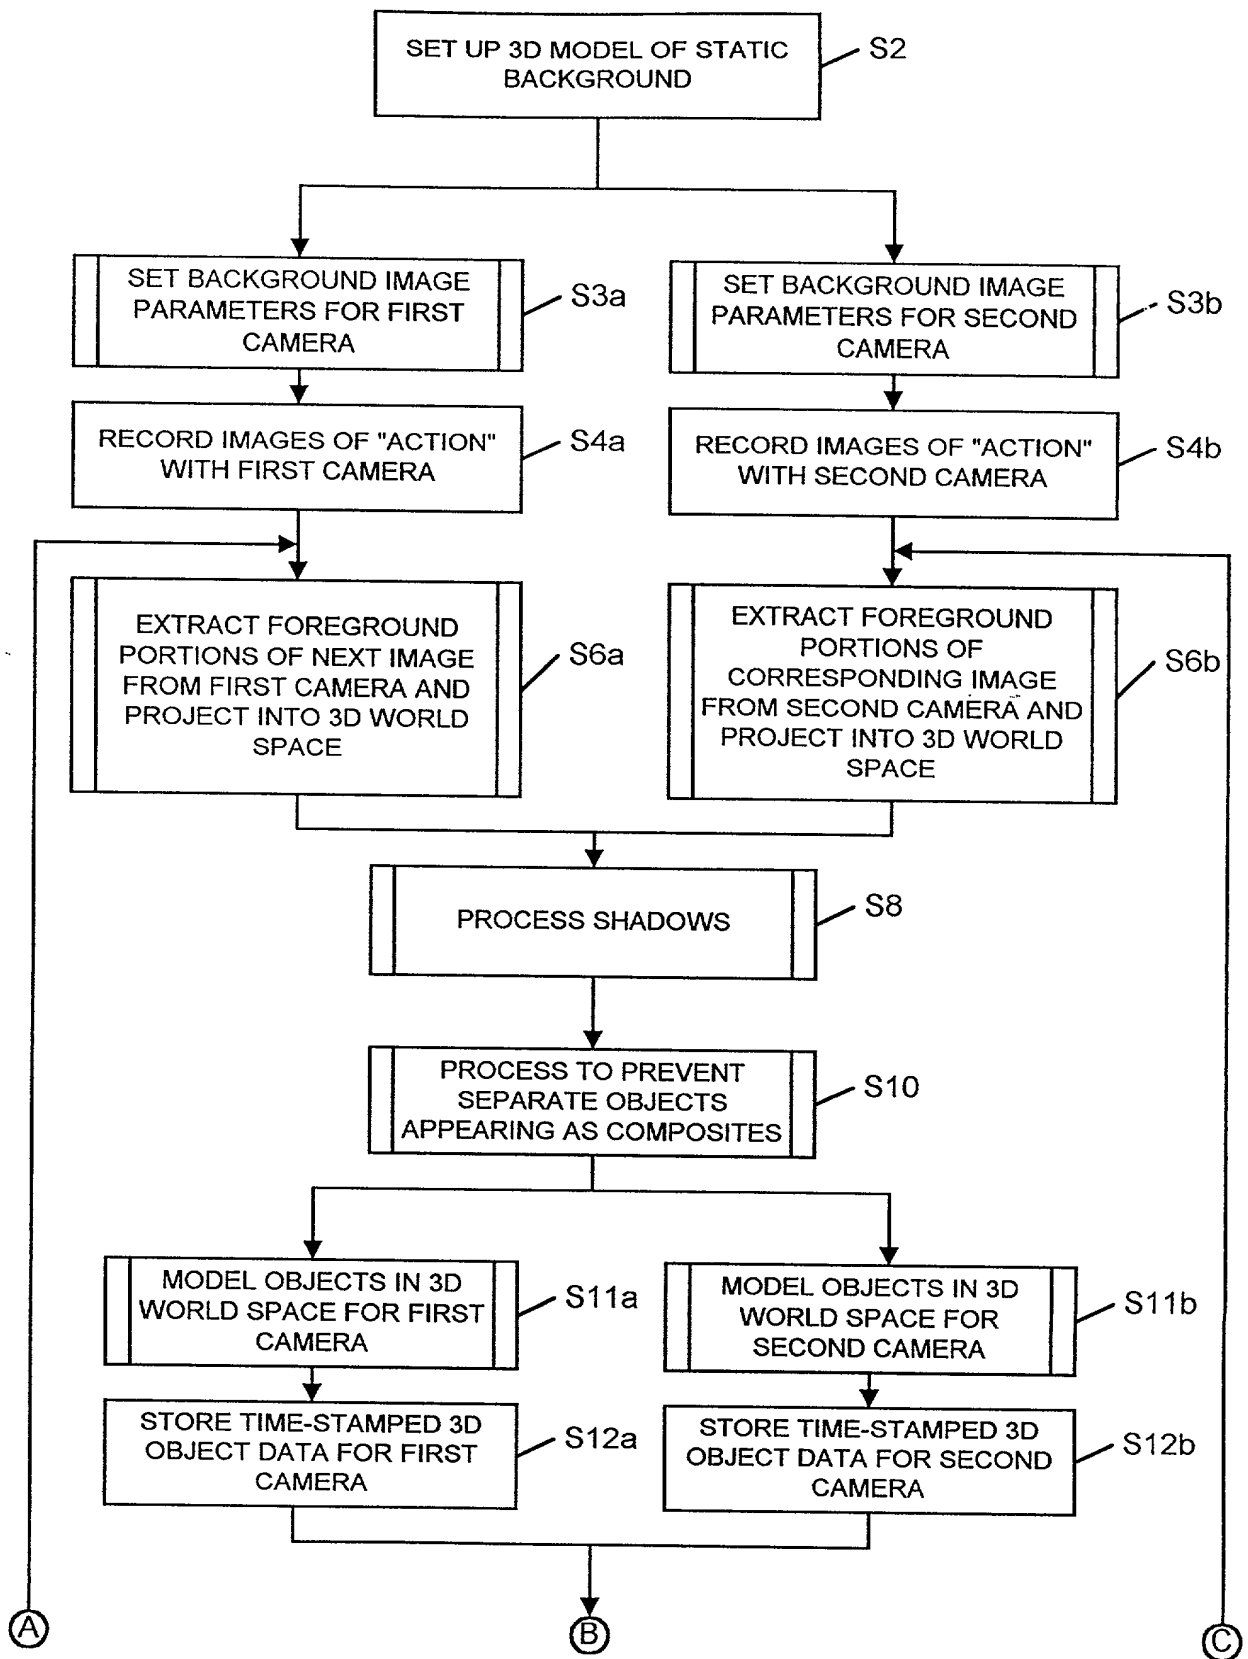 SET UP 3D MODEL OF STATIC
BACKGROUND
S2
SET BACKGROUND IMAGE
PARAMETERS FOR FIRST
CAMERA
S3a
SET BACKGROUND IMAGE
PARAMETERS FOR SECOND
CAMERA
S3b
RECORD IMAGES OF "ACTION"
WITH FIRST CAMERA
S4a
RECORD IMAGES OF "ACTION"
WITH SECOND CAMERA
S4b
EXTRACT FOREGROUND
PORTIONS OF NEXT IMAGE
FROM FIRST CAMERA AND
PROJECT INTO 3D WORLD
SPACE
S6a
EXTRACT FOREGROUND
PORTIONS OF
CORRESPONDING IMAGE
FROM SECOND CAMERA AND
PROJECT INTO 3D WORLD
SPACE
S6b
PROCESS SHADOWS
S8
PROCESS TO PREVENT
SEPARATE OBJECTS
APPEARING AS COMPOSITES
S10
MODEL OBJECTS IN 3D
WORLD SPACE FOR FIRST
CAMERA
S11a
MODEL OBJECTS IN 3D
WORLD SPACE FOR
SECOND CAMERA
S11b
STORE TIME-STAMPED 3D
OBJECT DATA FOR FIRST
CAMERA
S12a
STORE TIME-STAMPED 3D
OBJECT DATA FOR SECOND
CAMERA
S12b
A
B
C